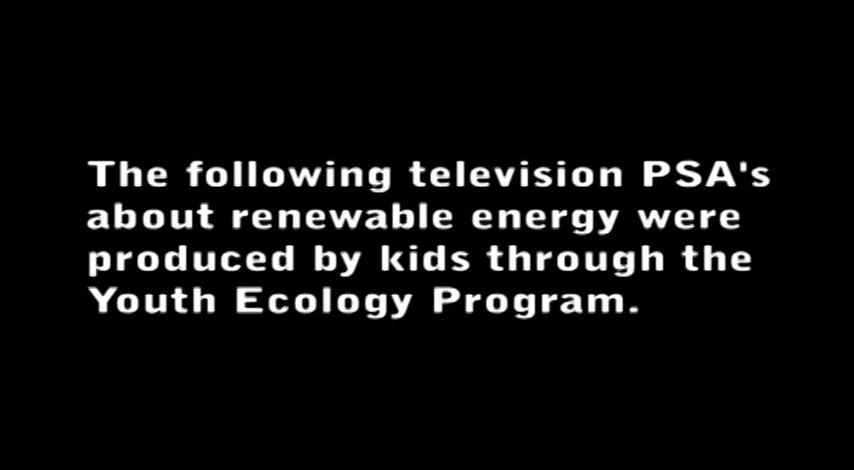 The following television PSA's
about renewable energy were
produced by kids through the
Youth Ecology Program.